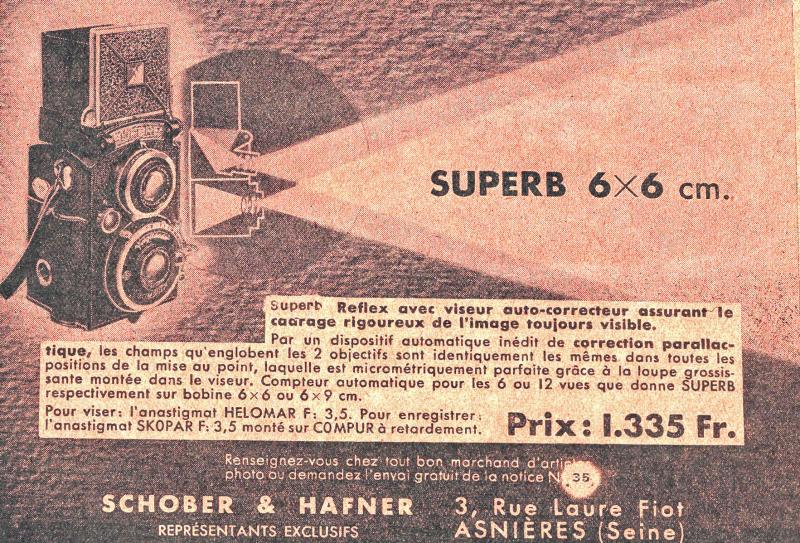 SUPERB
SUPERB 6×6 cm.
Superb Reflex avec viseur auto-correcteur assurant le
cadrage rigoureux de l'image toujours visible.
Par un dispositif automatique inédit de correction parallac-
tique, les champs qu'englobent les 2 objectifs sont identiquement les mêmes dans toutes les
positions de la mise au point, laquelle est micrométriquement parfaite grâce à la loupe grossis-
sante montée dans le viseur. Compteur automatique pour les 6 ou 12 vues que donne SUPERB
respectivement sur bobine 6×6 ou 6×9 cm.
Pour viser: l'anastigmat HELOMAR F: 3,5. Pour enregistrer:
l'anastigmat SKOPAR F: 3,5 monté sur COMPUR à retardement.
Prix: 1.335 Fr.
Renseignez-vous chez tout bon marchand d'artic
photo ou demandez l'envoi gratuit de la notice N 35
SCHOBER & HAFNER
REPRÉSENTANTS EXCLUSIFS
3, Rue Laure Fiot
ASNIÈRES (Seine)